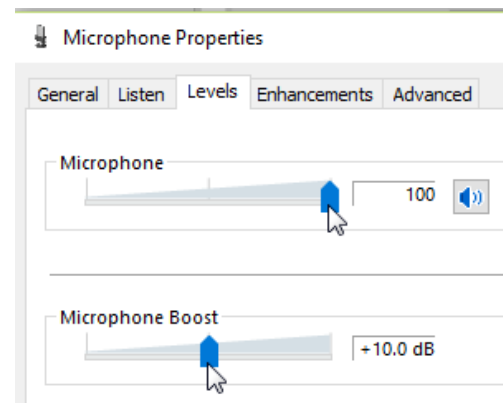 Microphone Properties
General Listen Levels Enhancements Advanced
Microphone
100
Microphone Boost
+10.0 dB